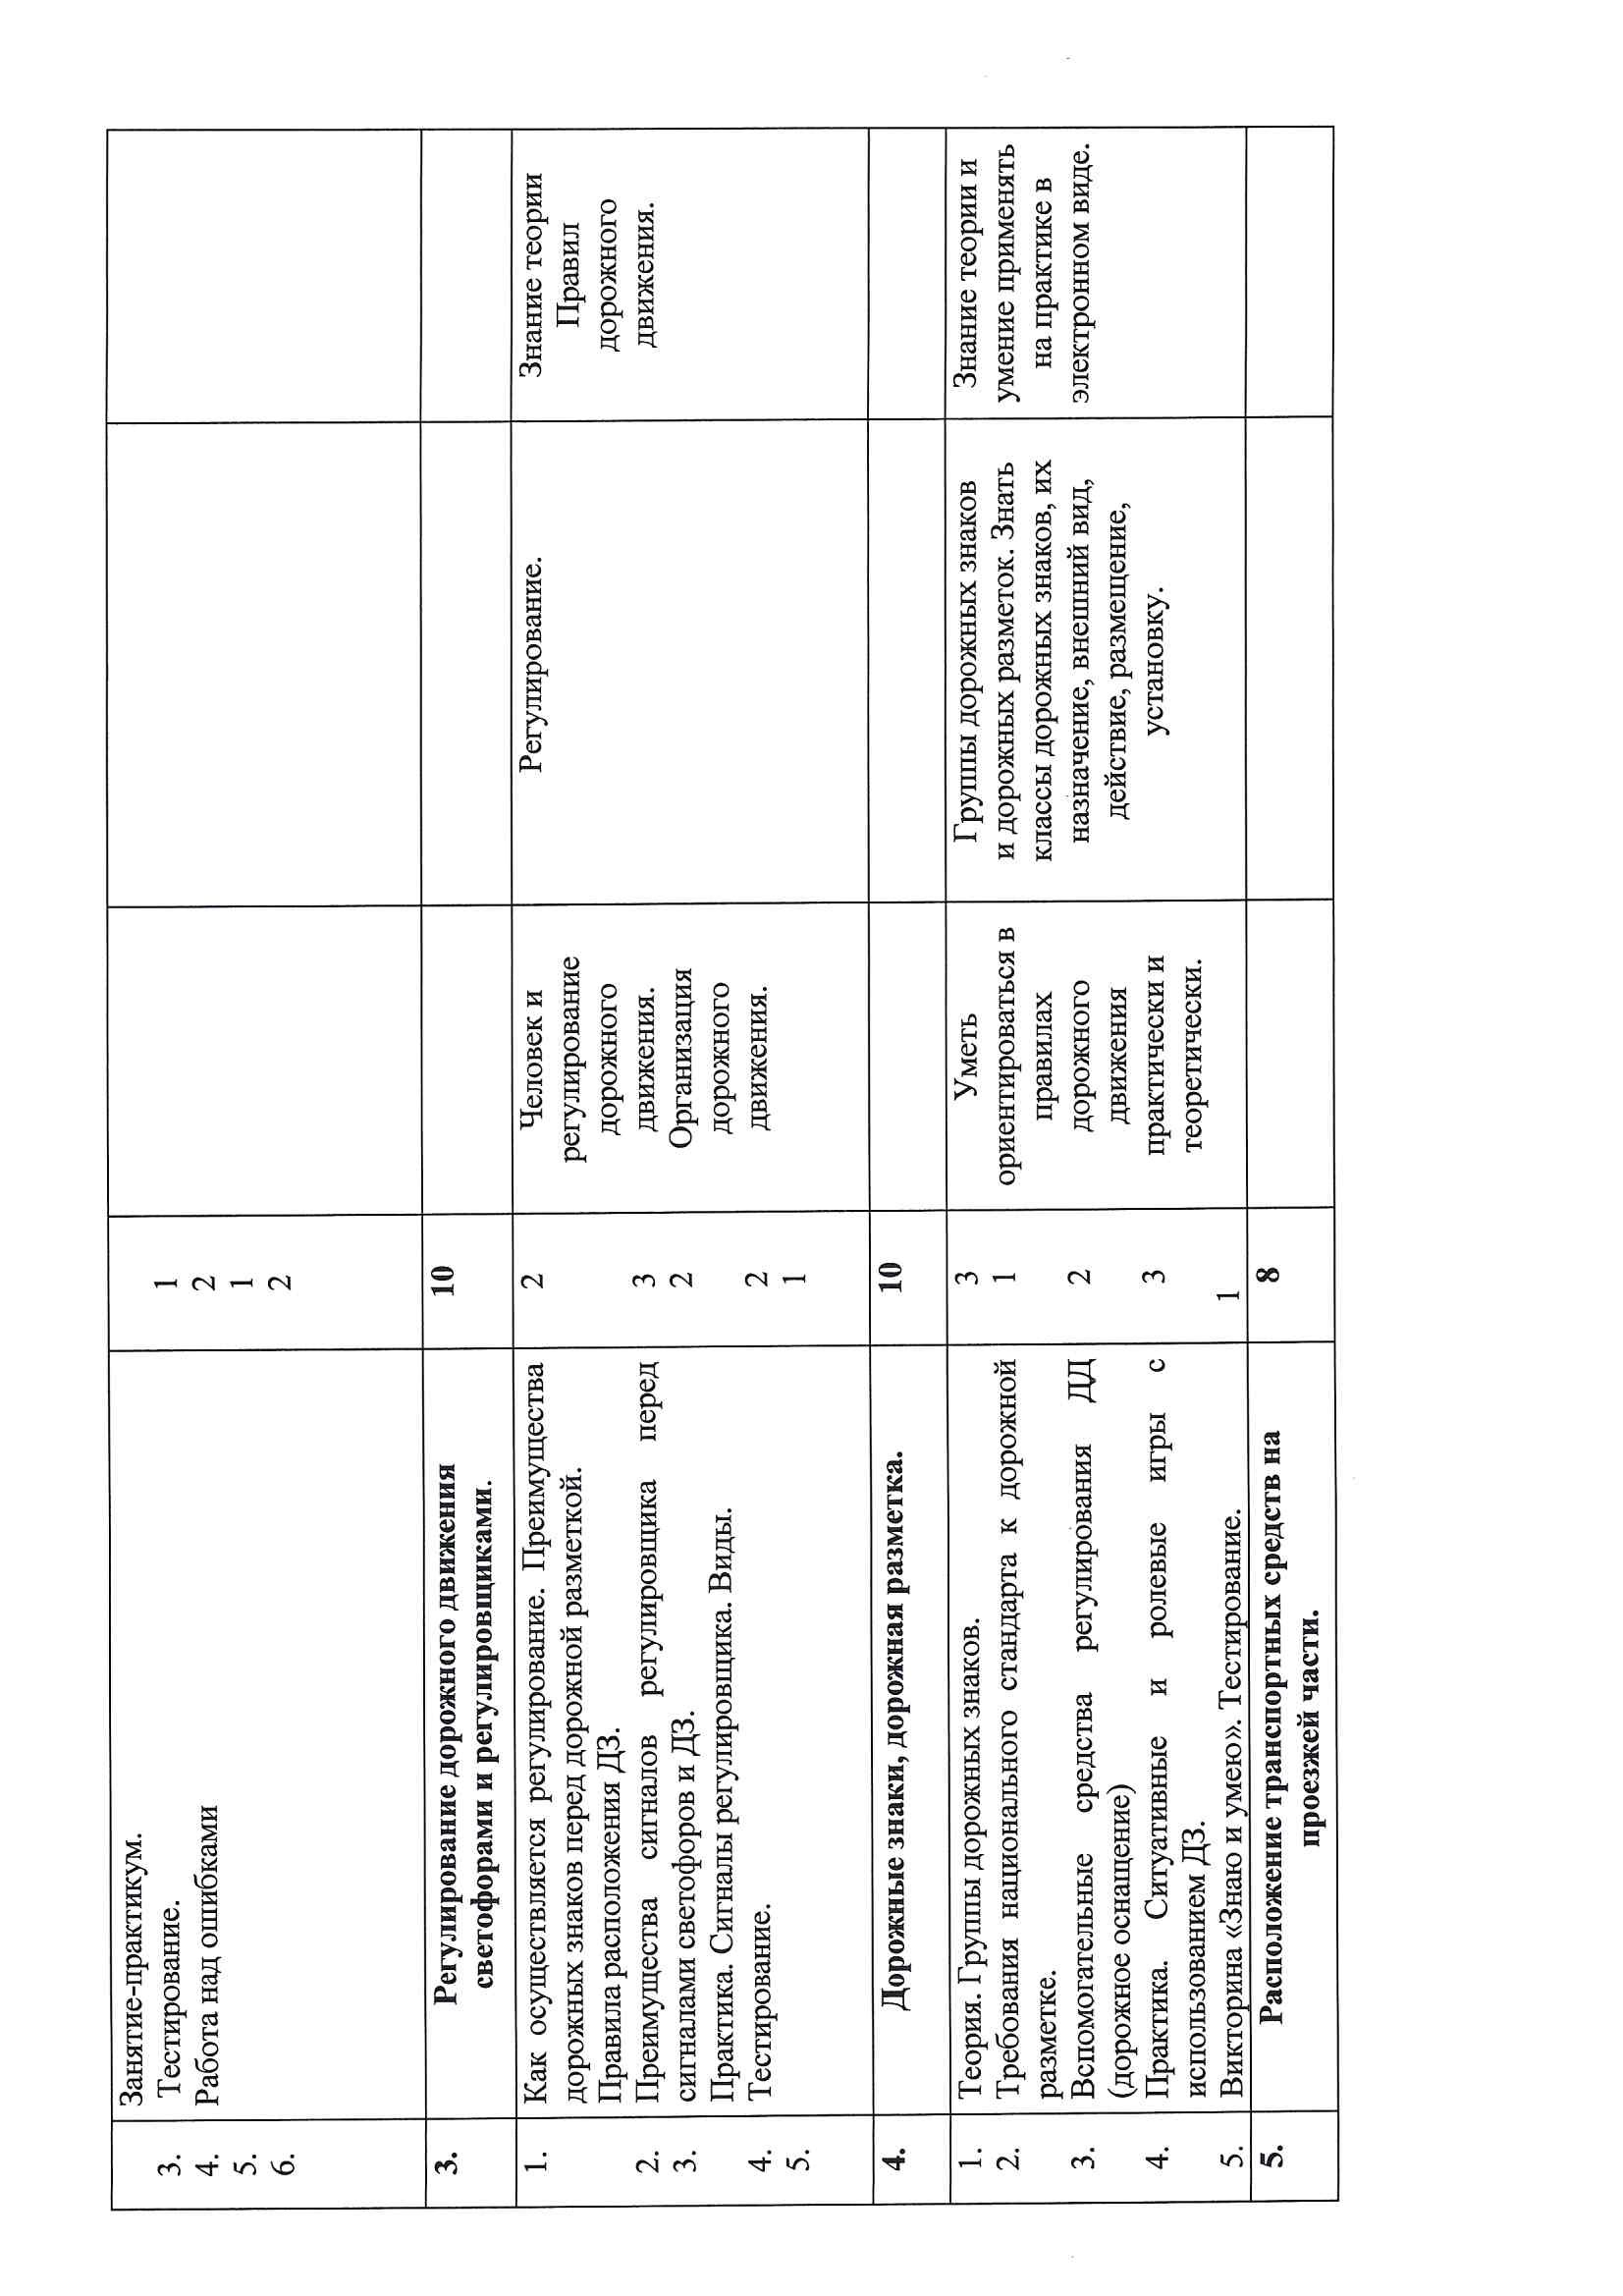 3.
4.
5.
6.
Занятие-практикум.
Тестирование.
Работа над ошибками
1
2
1
2
3.
Регулирование дорожного движения
светофорами и регулировщиками.
10
1.
2.
3.
4.
5.
Как осуществляется регулирование. Преимущества
дорожных знаков перед дорожной разметкой.
Правила расположения ДЗ.
Преимущества сигналов регулировщика перед
сигналами светофоров и ДЗ.
Практика. Сигналы регулировщика. Виды.
Тестирование.
2
3
2
2
1
Человек и
регулирование
дорожного
движения.
Организация
дорожного
движения.
Регулирование.
Знание теории
Правил
дорожного
движения.
4.
Дорожные знаки, дорожная разметка.
10
1.
2.
3.
4.
5.
Теория. Группы дорожных знаков.
Требования национального стандарта к дорожной
разметке.
Вспомогательные средства регулирования ДД
(дорожное оснащение)
Практика. Ситуативные и ролевые игры с
использованием ДЗ.
Викторина «Знаю и умею». Тестирование.
3
1
2
3
1
Уметь
ориентироваться в
правилах
дорожного
движения
практически и
теоретически.
Группы дорожных знаков
и дорожных разметок. Знать
классы дорожных знаков, их
назначение, внешний вид,
действие, размещение,
установку.
Знание теории и
умение применять
на практике в
электронном виде.
5.
Расположение транспортных средств на
проезжей части.
8